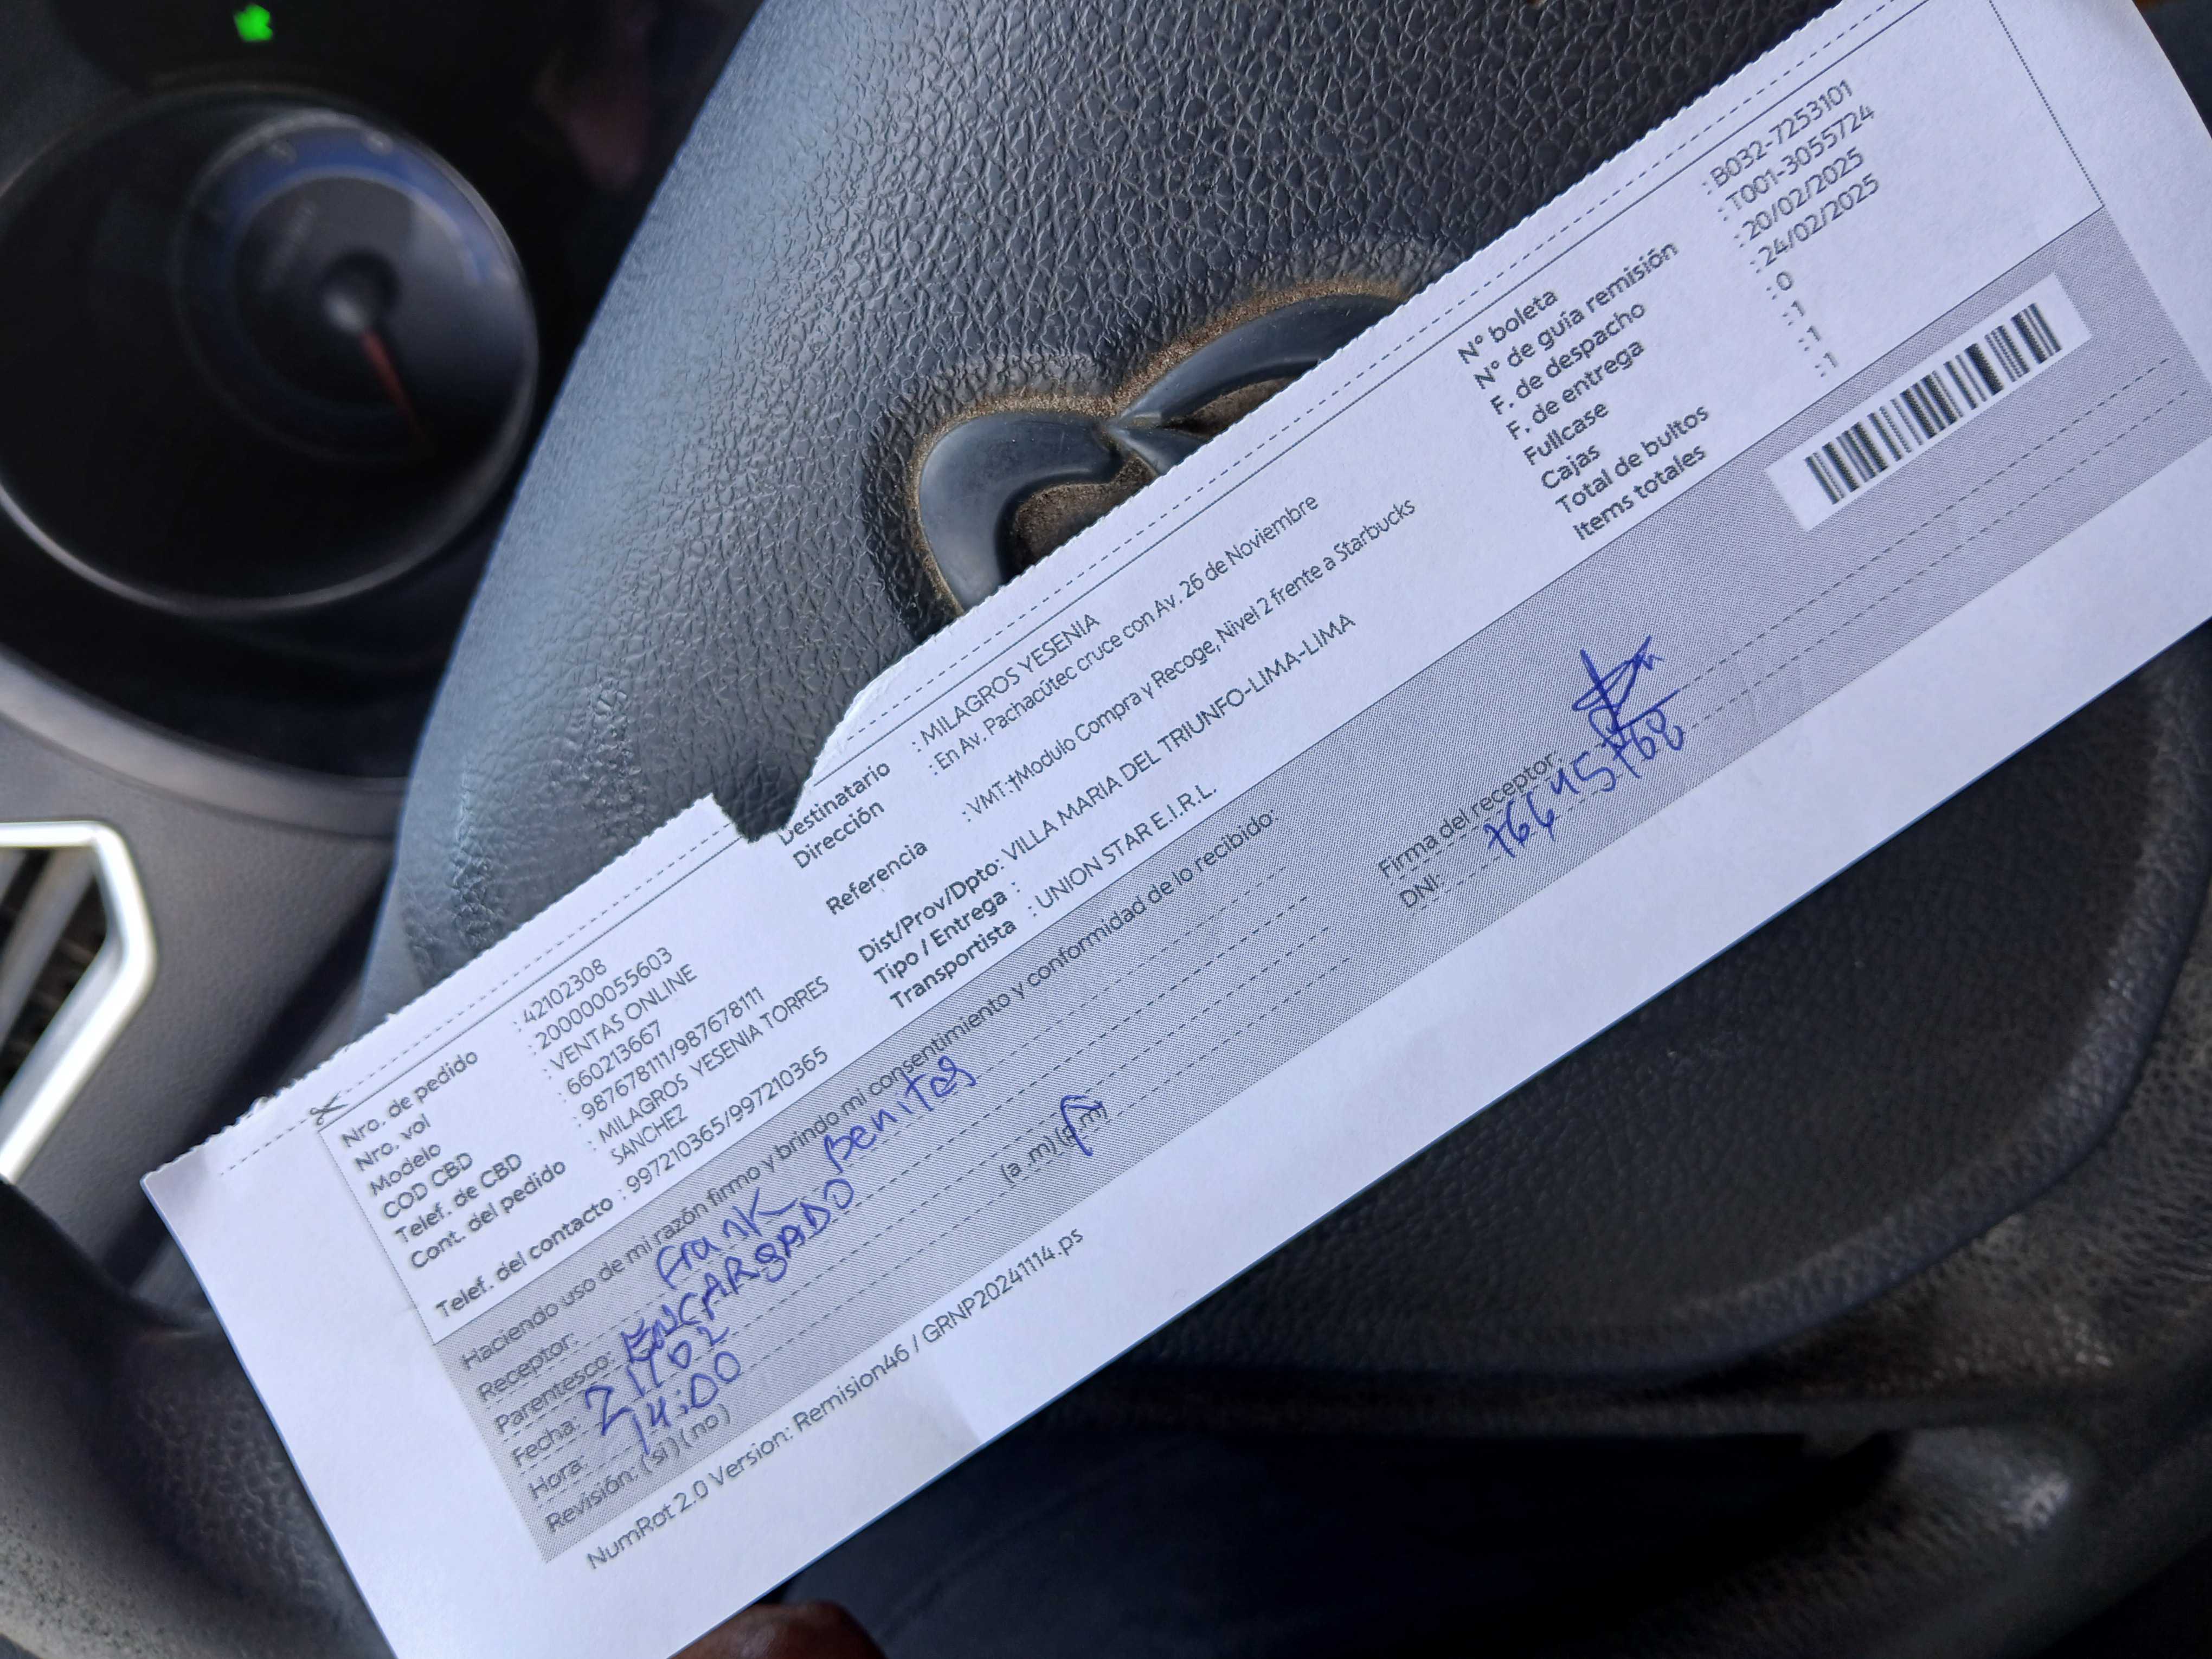 Nro. de pedido : 42102308
Nro. vol : 200000055603
Modelo : VENTAS ONLINE
COD CBD : 660213667
Telef. de CBD : 987678111/987678111
Cont. del pedido : MILAGROS YESENIA TORRES
SANCHEZ
Telef. del contacto : 997210365/997210365
Destinatario : MILAGROS YESENIA
Dirección : En Av. Pachacútec cruce con Av. 26 de Noviembre
Referencia : VMT:†Modulo Compra y Recoge, Nivel 2 frente a Starbucks
Dist/Prov/Dpto: VILLA MARIA DEL TRIUNFO-LIMA-LIMA
Tipo / Entrega :
Transportista : UNION STAR E.I.R.L.
N° boleta : B032-7253101
N° de guía remisión : T001-3055724
F. de despacho : 20/02/2025
F. de entrega : 24/02/2025
Fullcase : 0
Cajas : 1
Total de bultos : 1
Items totales : 1
Haciendo uso de mi razón firmo y brindo mi consentimiento y conformidad de lo recibido:
Receptor: Frank Benites
Parentesco: ENCARGADO
Fecha: 21/02
Hora: 14:00 (a .m) (p.m)
Revisión: ( si ) ( no )
Firma del receptor:
DNI:
NumRot 2.0 Version: Remision46 / GRNP20241114.ps